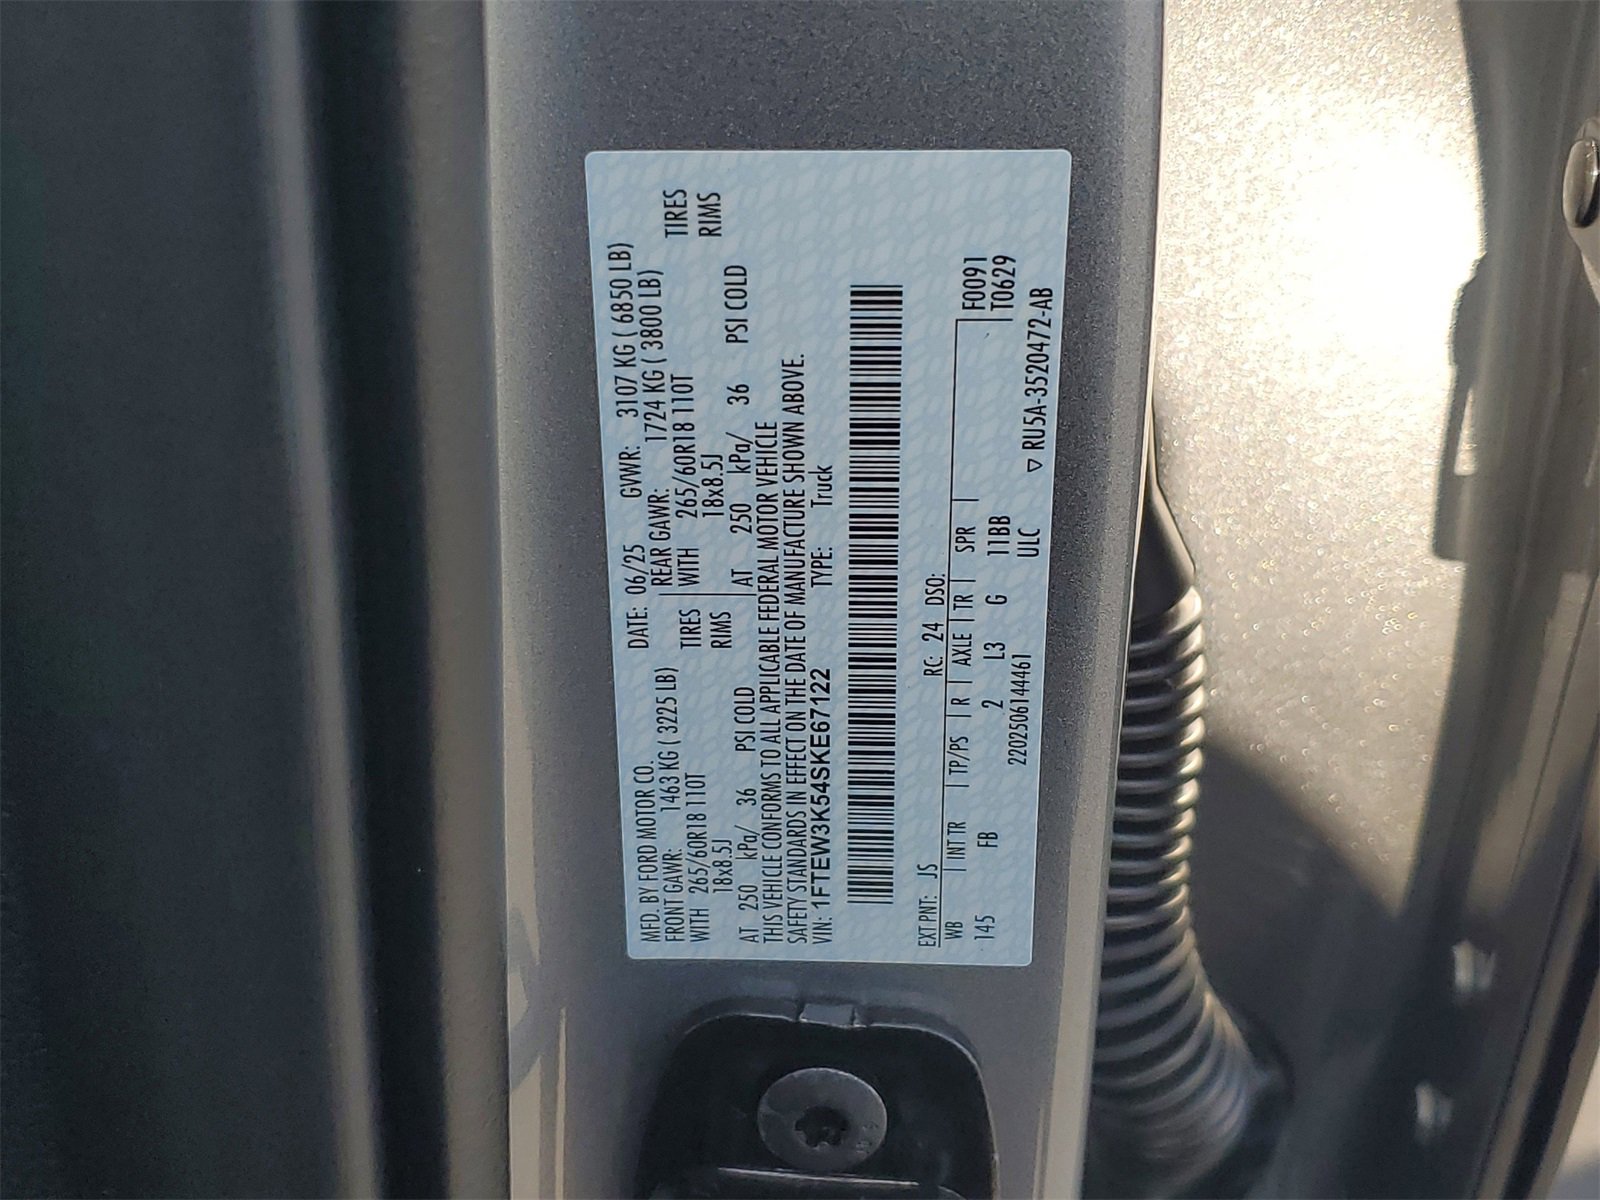 MFD. BY FORD MOTOR CO. DATE: 06/25 GVWR: 3107 KG ( 6850 LB)
FRONT GAWR: 1463 KG ( 3225 LB) REAR GAWR: 1724 KG ( 3800 LB)
WITH 265/60R18 110T TIRES WITH 265/60R18 110T TIRES
18x8.5J RIMS 18x8.5J RIMS
AT 250 kPa/ 36 PSI COLD AT 250 kPa/ 36 PSI COLD
THIS VEHICLE CONFORMS TO ALL APPLICABLE FEDERAL MOTOR VEHICLE
SAFETY STANDARDS IN EFFECT ON THE DATE OF MANUFACTURE SHOWN ABOVE.
VIN: 1FTEW3K54SKE67122 TYPE: Truck
EXT PNT: JS RC: 24 DSO:
WB INT TR TP/PS R AXLE TR SPR F0091
145 FB 2 L3 G 11BB T0629
220250614446​1 ULC
▽ RU5A-3520472-AB